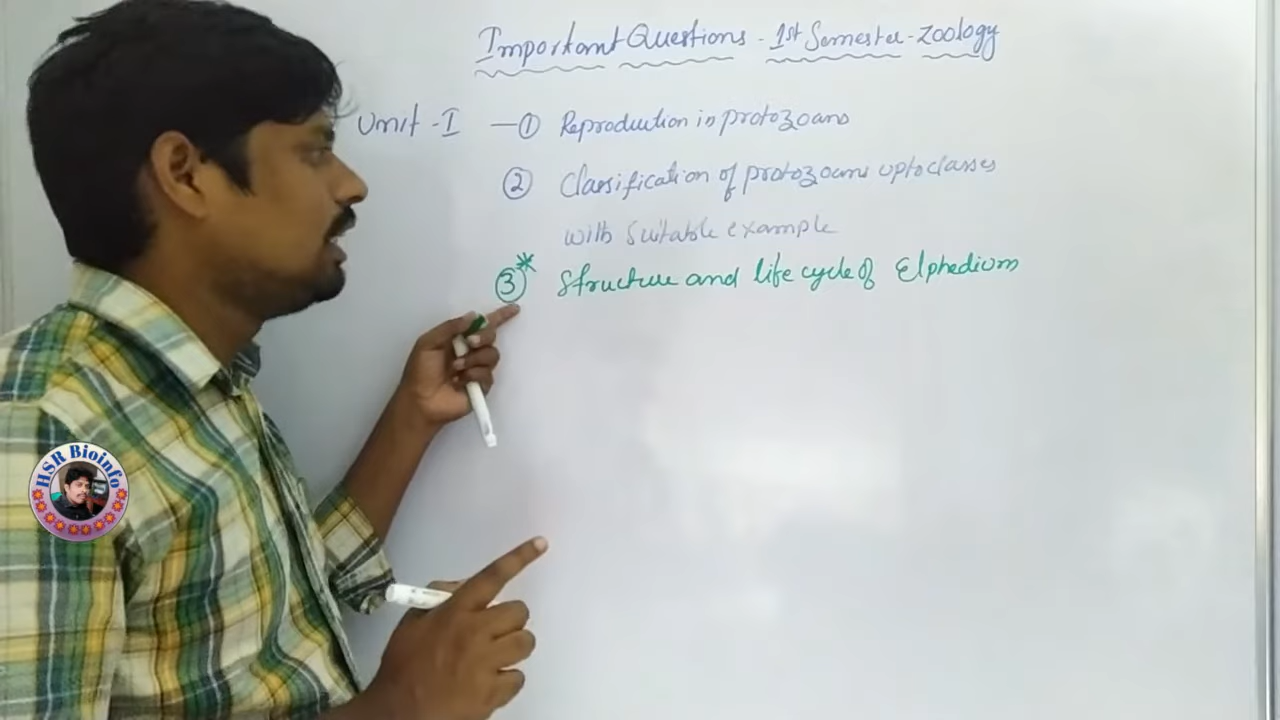 Important Questions - 1st Semester - Zoology
Unit - I - ① Reproduction in protozoans
② Classification of protozoans upto classes
with suitable example
③* Structure and life cycle of Elphedium
HSR Bioinfo